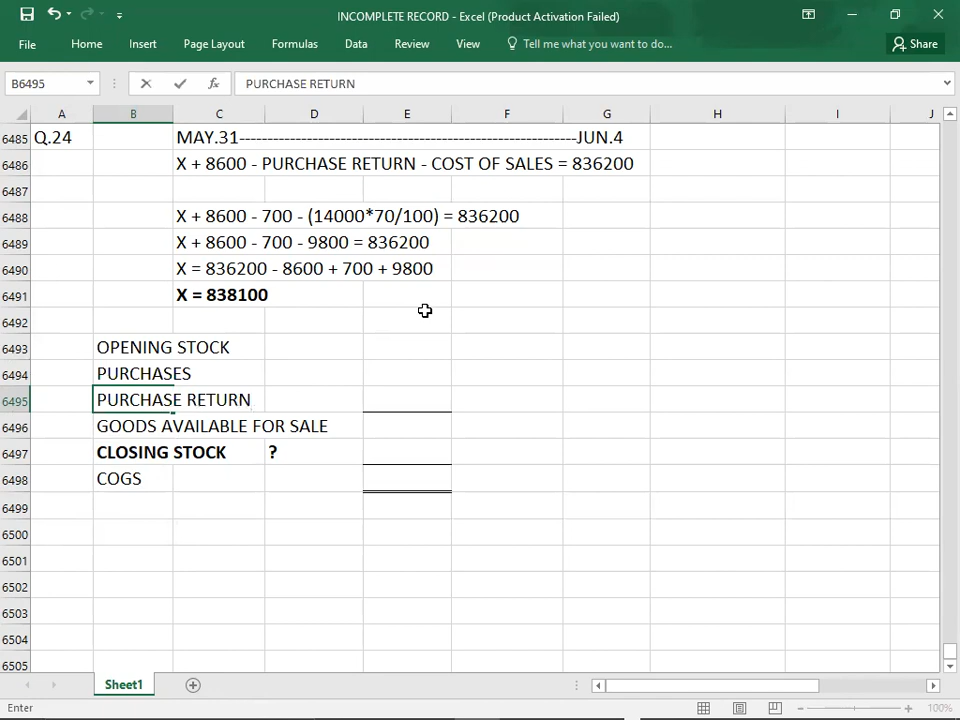 INCOMPLETE RECORD - Excel (Product Activation Failed)
File Home Insert Page Layout Formulas Data Review View Tell me what you want to do... Share
B6495 fx PURCHASE RETURN
A B C D E F G H I J
6485 Q.24 MAY.31----------------------------------------------------------JUN.4
6486 X + 8600 - PURCHASE RETURN - COST OF SALES = 836200
6487
6488 X + 8600 - 700 - (14000*70/100) = 836200
6489 X + 8600 - 700 - 9800 = 836200
6490 X = 836200 - 8600 + 700 + 9800
6491 X = 838100
6492
6493 OPENING STOCK
6494 PURCHASES
6495 PURCHASE RETURN
6496 GOODS AVAILABLE FOR SALE
6497 CLOSING STOCK ?
6498 COGS
6499
6500
6501
6502
6503
6504
6505
Sheet1
Enter 100%